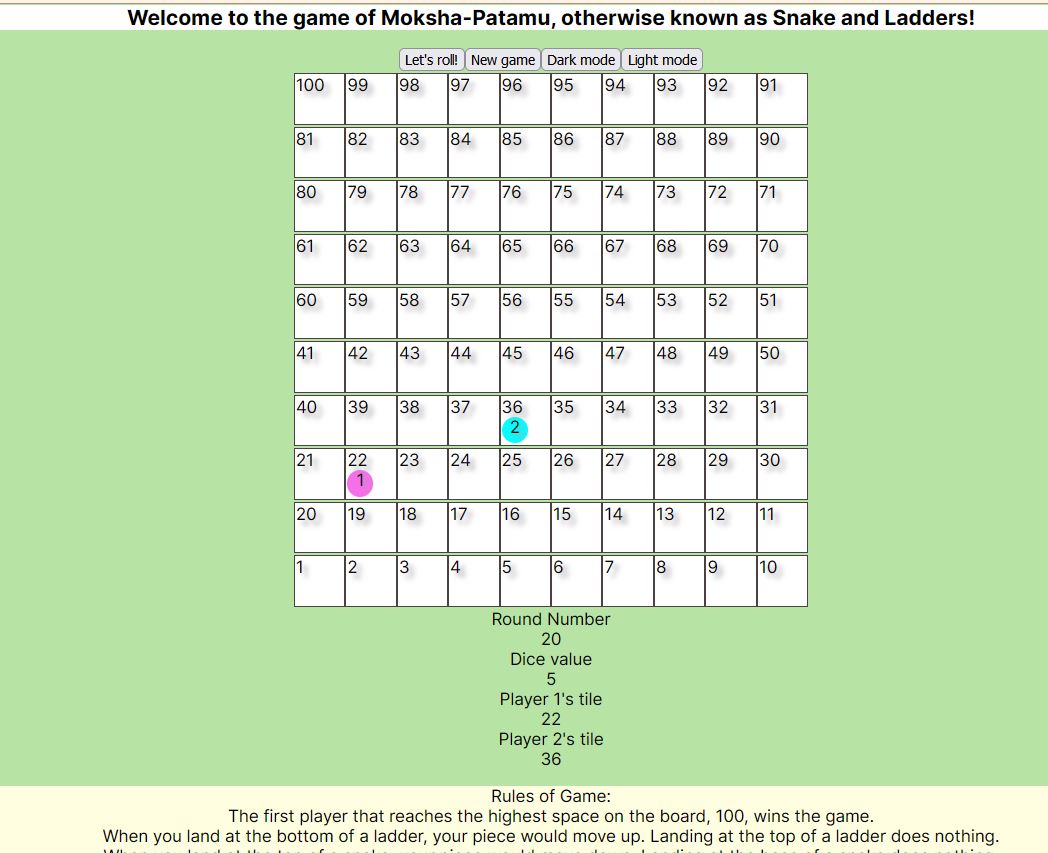 Welcome to the game of Moksha-Patamu, otherwise known as Snake and Ladders!
Let's roll! New game Dark mode Light mode
100 99 98 97 96 95 94 93 92 91
81 82 83 84 85 86 87 88 89 90
80 79 78 77 76 75 74 73 72 71
61 62 63 64 65 66 67 68 69 70
60 59 58 57 56 55 54 53 52 51
41 42 43 44 45 46 47 48 49 50
40 39 38 37 36 35 34 33 32 31
2
21 22 23 24 25 26 27 28 29 30
1
20 19 18 17 16 15 14 13 12 11
1 2 3 4 5 6 7 8 9 10
Round Number
20
Dice value
5
Player 1's tile
22
Player 2's tile
36
Rules of Game:
The first player that reaches the highest space on the board, 100, wins the game.
When you land at the bottom of a ladder, your piece would move up. Landing at the top of a ladder does nothing.